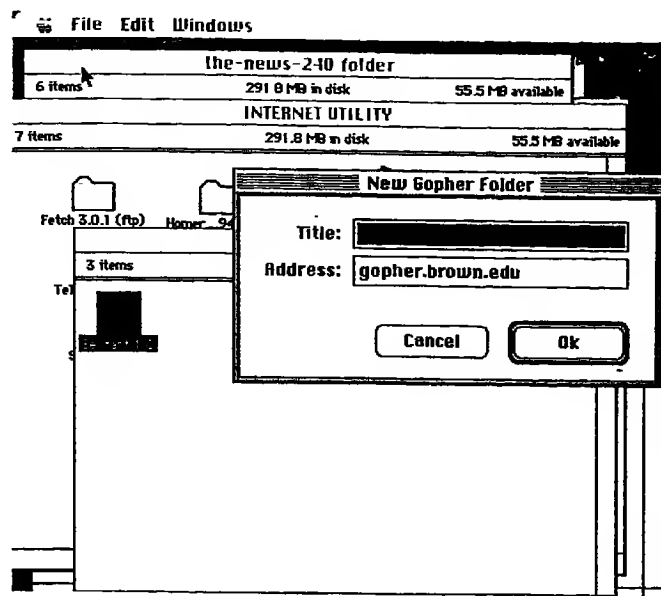 File Edit Windows
the-news-2.10 folder
6 items 291.8 MB in disk 55.5 MB available
INTERNET UTILITY
7 items 291.8 MB in disk 55.5 MB available
New Gopher Folder
Fetch 3.0.1 (ftp) Homer
Title:
3 items
Address: gopher.brown.edu
Tel
Cancel Ok